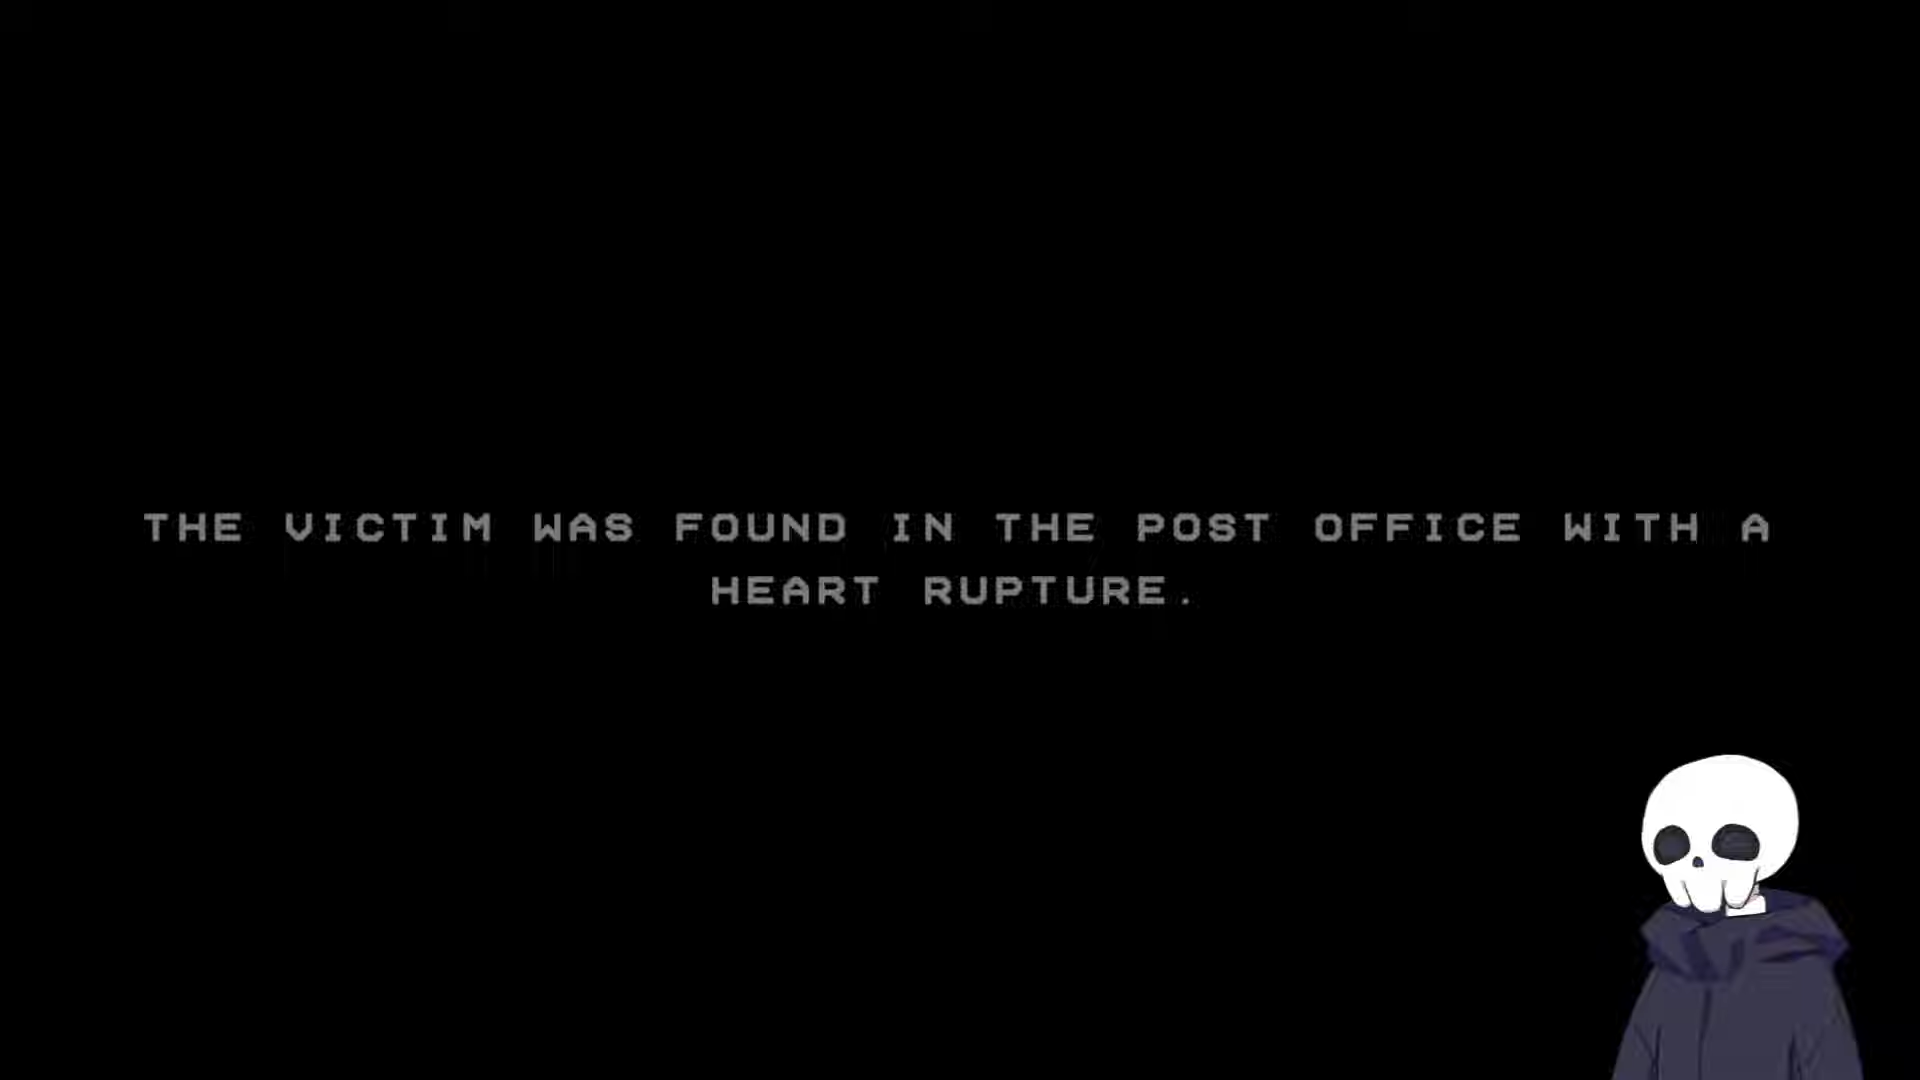 THE VICTIM WAS FOUND IN THE POST OFFICE WITH A
HEART RUPTURE.